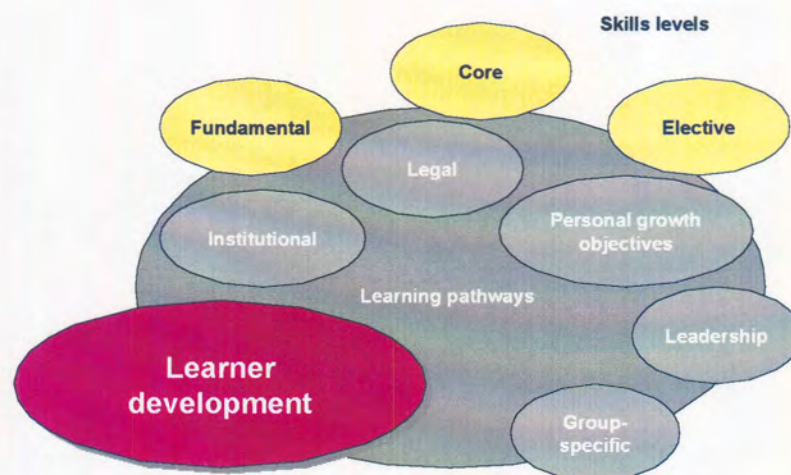 Skills levels
Core
Fundamental
Elective
Legal
Personal growth
objectives
Institutional
Learning pathways
Leadership
Learner
development
Group-
specific